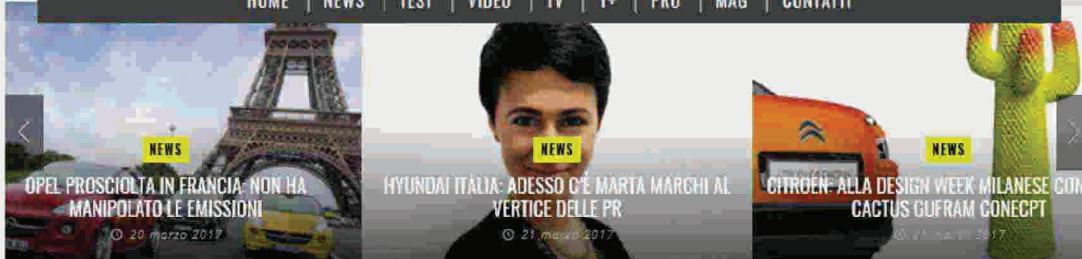 HOME NEWS TEST VIDEO TV T+ PRO MAG CONTATTI
NEWS
OPEL PROSCIOLTA IN FRANCIA: NON HA
MANIPOLATO LE EMISSIONI
20 marzo 2017
NEWS
HYUNDAI ITALIA: ADESSO C'È MARTA MARCHI AL
VERTICE DELLE PR
21 marzo 2017
NEWS
CITROËN: ALLA DESIGN WEEK MILANESE CON
CACTUS GUFRAM CONECPT
2017